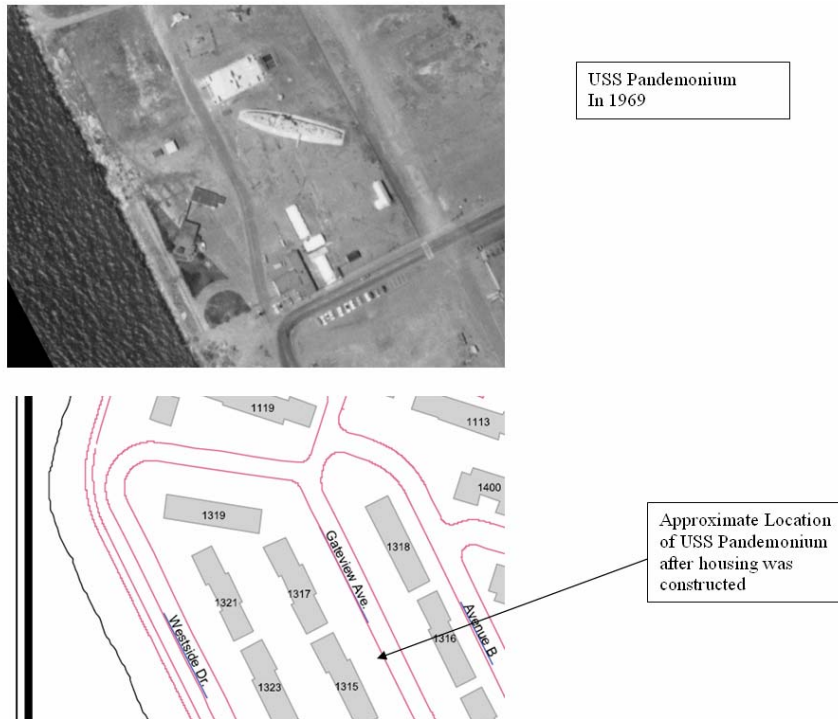 USS Pandemonium
In 1969
1119
1113
1400
1319
1318
Gateview Ave.
1317
1321
1316
Avenue B
Westside Dr.
1323
1315
Approximate Location
of USS Pandemonium
after housing was
constructed